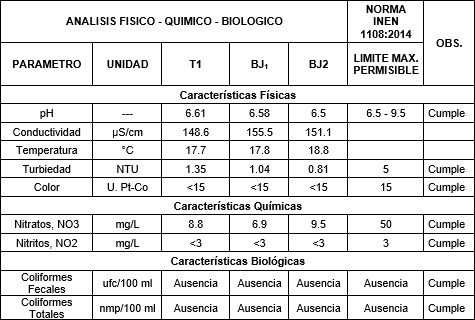 ANALISIS FISICO - QUIMICO - BIOLOGICO NORMA INEN 1108:2014 OBS.
PARAMETRO UNIDAD T1 BJ₁ BJ2 LIMITE MAX. PERMISIBLE
Características Físicas
pH --- 6.61 6.58 6.5 6.5 - 9.5 Cumple
Conductividad µS/cm 148.6 155.5 151.1
Temperatura °C 17.7 17.8 18.8
Turbiedad NTU 1.35 1.04 0.81 5 Cumple
Color U. Pt-Co <15 <15 <15 15 Cumple
Características Químicas
Nitratos, NO3 mg/L 8.8 6.9 9.5 50 Cumple
Nitritos, NO2 mg/L <3 <3 <3 3 Cumple
Características Biológicas
Coliformes Fecales ufc/100 ml Ausencia Ausencia Ausencia Ausencia Cumple
Coliformes Totales nmp/100 ml Ausencia Ausencia Ausencia Ausencia Cumple